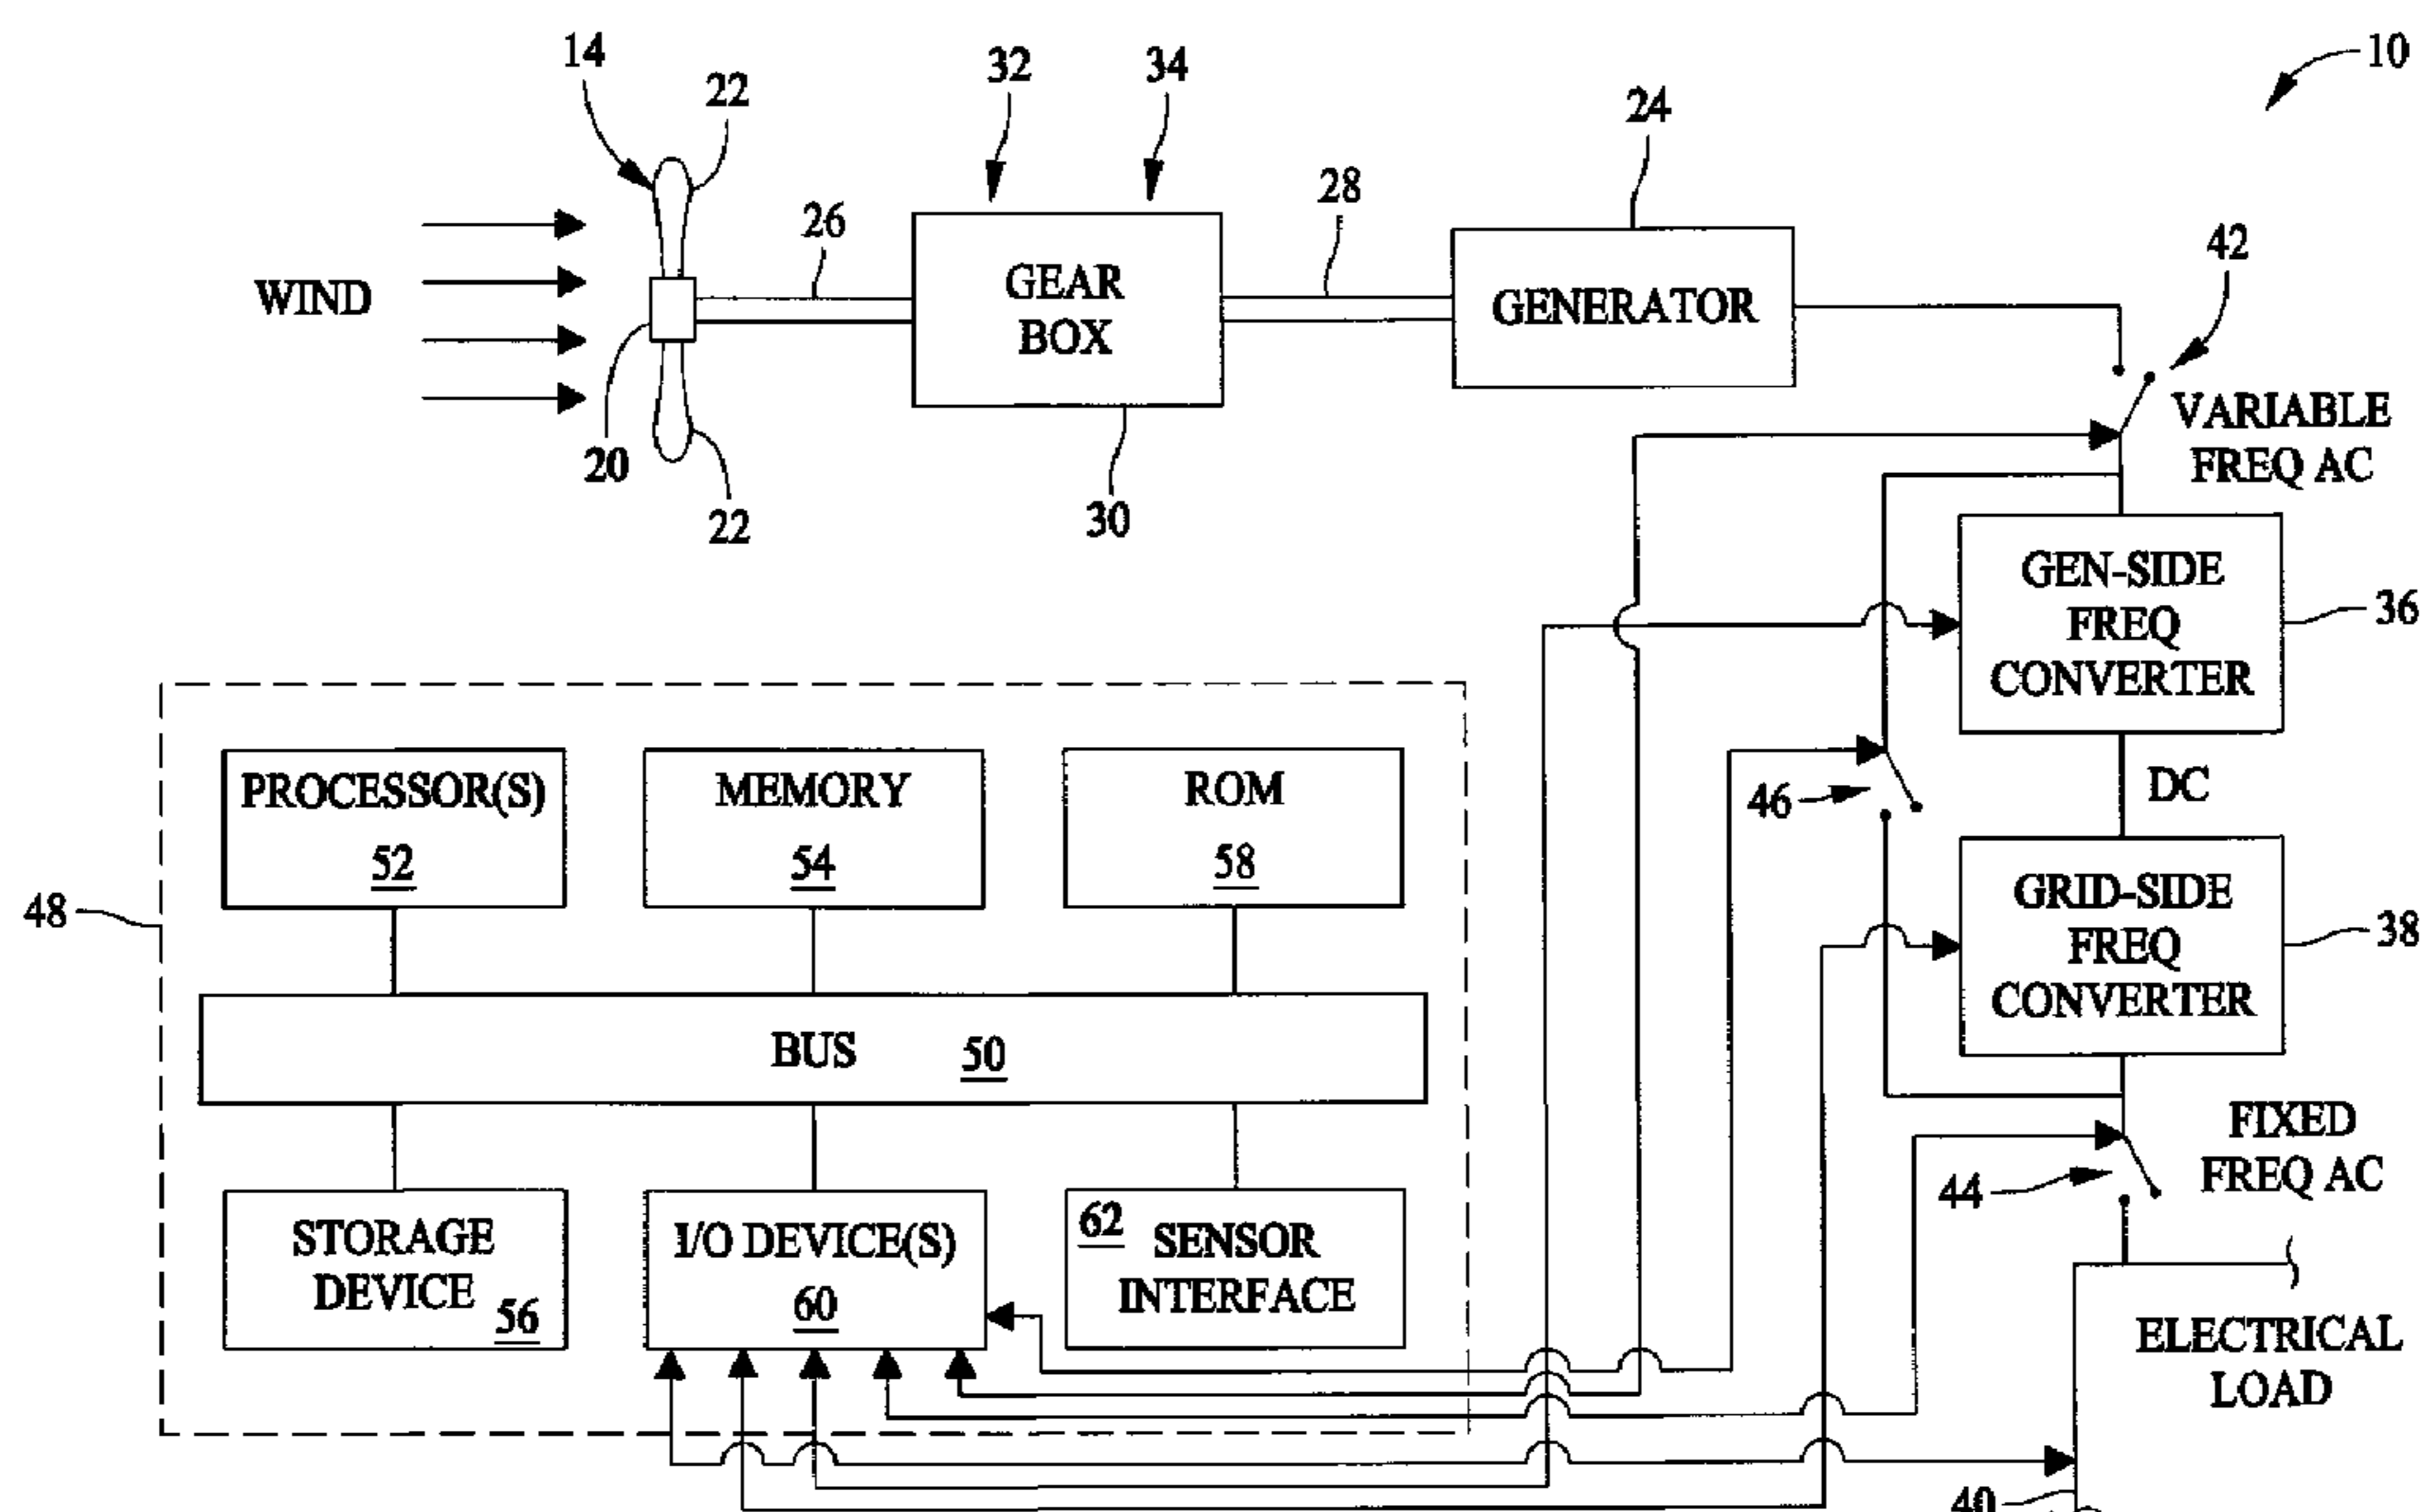 14
22
32
34
24
10
28
26
42
WIND
GEAR
BOX
GENERATOR
VARIABLE
FREQ AC
20
22
30
GEN-SIDE
FREQ
CONVERTER
36
PROCESSOR(S)
52
MEMORY
54
ROM
58
46
DC
48
GRID-SIDE
FREQ
CONVERTER
38
BUS 50
FIXED
FREQ AC
44
STORAGE
DEVICE 56
I/O DEVICE(S)
60
62 SENSOR
INTERFACE
ELECTRICAL
LOAD
40